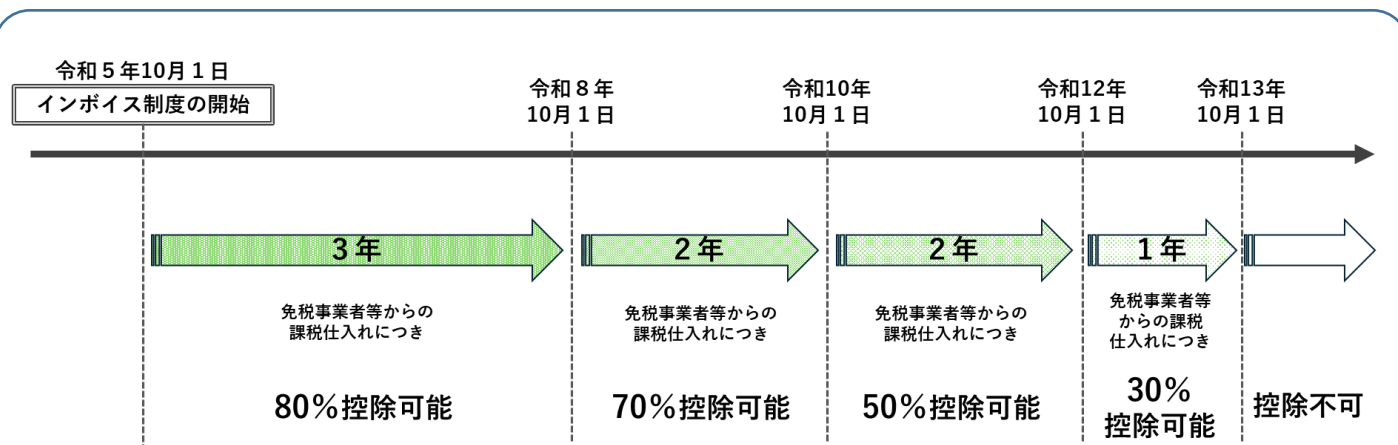 令和５年10月１日
インボイス制度の開始
令和８年
10月１日
令和10年
10月１日
令和12年
10月１日
令和13年
10月１日
３年
２年
２年
１年
免税事業者等からの
課税仕入れにつき
免税事業者等からの
課税仕入れにつき
免税事業者等からの
課税仕入れにつき
免税事業者等
からの課税
仕入れにつき
80％控除可能
70％控除可能
50％控除可能
30％
控除可能
控除不可